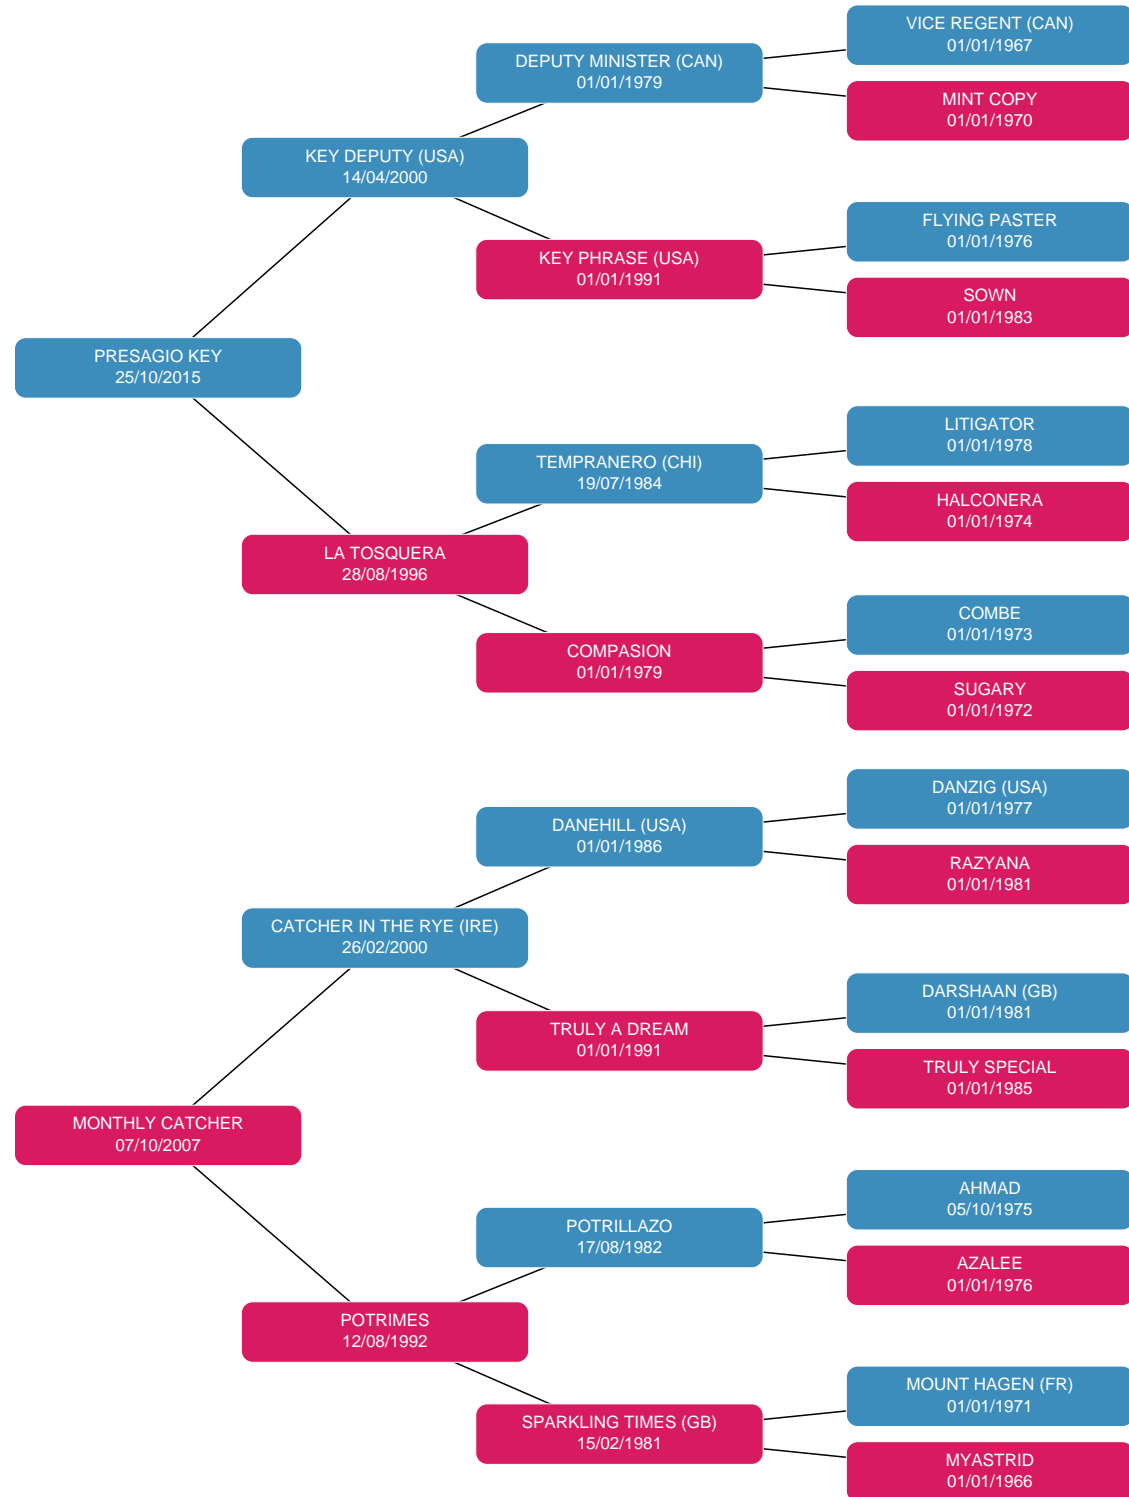 VICE REGENT (CAN)
01/01/1967
DEPUTY MINISTER (CAN)
01/01/1979
MINT COPY
01/01/1970
KEY DEPUTY (USA)
14/04/2000
FLYING PASTER
01/01/1976
KEY PHRASE (USA)
01/01/1991
SOWN
01/01/1983
PRESAGIO KEY
25/10/2015
LITIGATOR
01/01/1978
TEMPRANERO (CHI)
19/07/1984
HALCONERA
01/01/1974
LA TOSQUERA
28/08/1996
COMBE
01/01/1973
COMPASION
01/01/1979
SUGARY
01/01/1972
DANZIG (USA)
01/01/1977
DANEHILL (USA)
01/01/1986
RAZYANA
01/01/1981
CATCHER IN THE RYE (IRE)
26/02/2000
DARSHAAN (GB)
01/01/1981
TRULY A DREAM
01/01/1991
TRULY SPECIAL
01/01/1985
MONTHLY CATCHER
07/10/2007
AHMAD
05/10/1975
POTRILLAZO
17/08/1982
AZALEE
01/01/1976
POTRIMES
12/08/1992
MOUNT HAGEN (FR)
01/01/1971
SPARKLING TIMES (GB)
15/02/1981
MYASTRID
01/01/1966